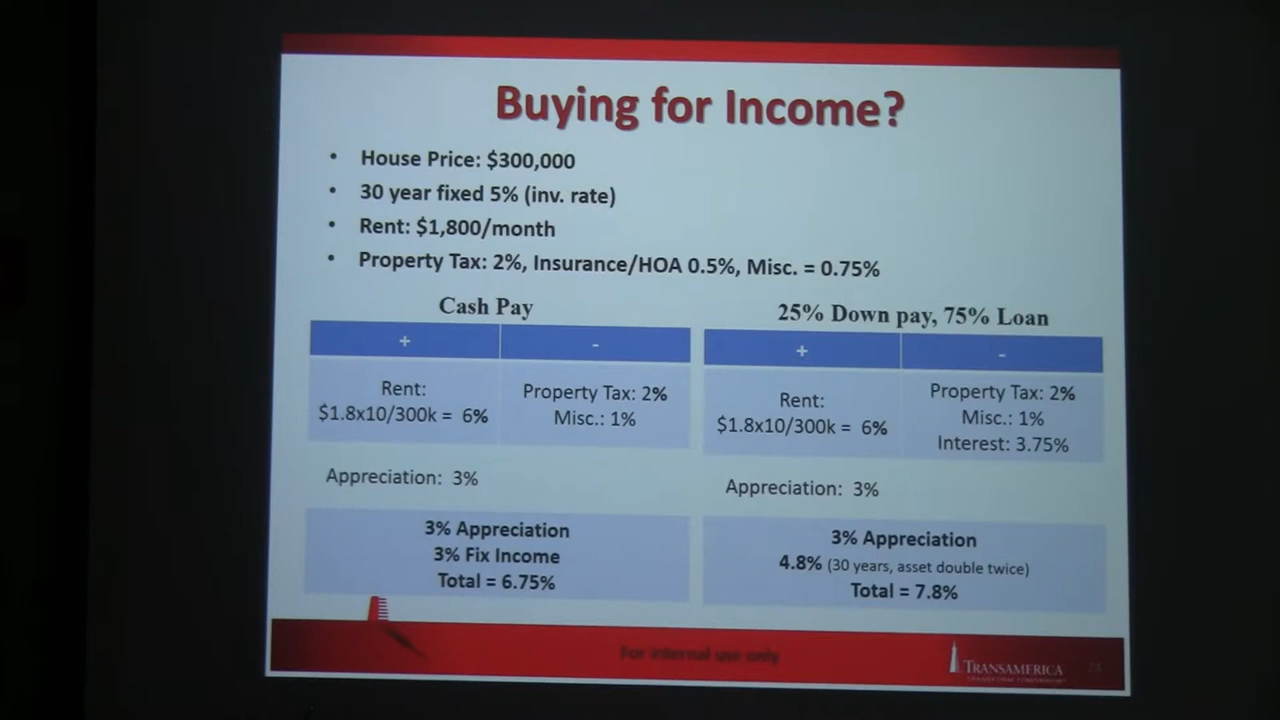 Buying for Income?
• House Price: $300,000
• 30 year fixed 5% (inv. rate)
• Rent: $1,800/month
• Property Tax: 2%, Insurance/HOA 0.5%, Misc. = 0.75%
Cash Pay
+ -
Rent:
$1.8x10/300k = 6%
Property Tax: 2%
Misc.: 1%
Appreciation: 3%
3% Appreciation
3% Fix Income
Total = 6.75%
25% Down pay, 75% Loan
+ -
Rent:
$1.8x10/300k = 6%
Property Tax: 2%
Misc.: 1%
Interest: 3.75%
Appreciation: 3%
3% Appreciation
4.8% (30 years, asset double twice)
Total = 7.8%
For internal use only
TRANSAMERICA